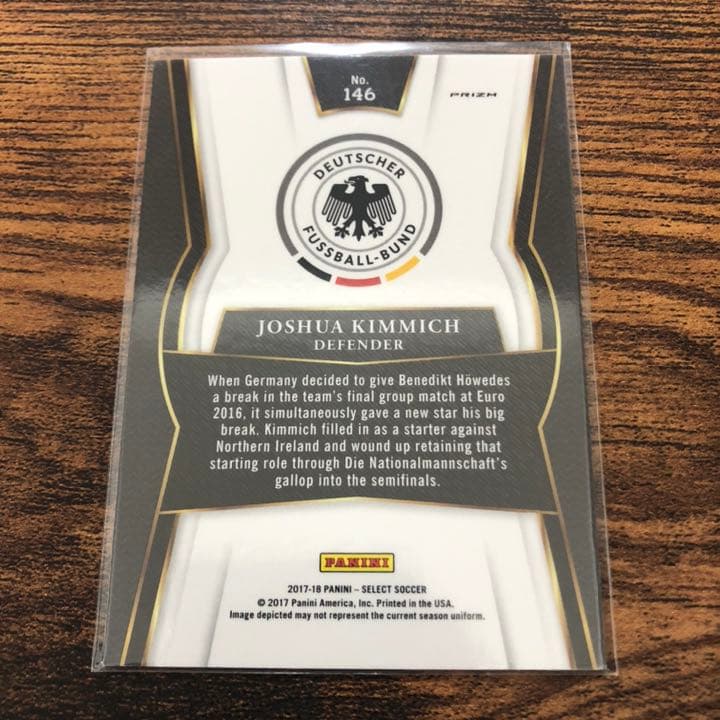 No.
146
PRIZM
DEUTSCHER
FUSSBALL-BUND
JOSHUA KIMMICH
DEFENDER
When Germany decided to give Benedikt Höwedes
a break in the team's final group match at Euro
2016, it simultaneously gave a new star his big
break. Kimmich filled in as a starter against
Northern Ireland and wound up retaining that
starting role through Die Nationalmannschaft's
gallop into the semifinals.
PANINI
2017-18 PANINI – SELECT SOCCER
© 2017 Panini America, Inc. Printed in the USA.
Image depicted may not represent the current season uniform.